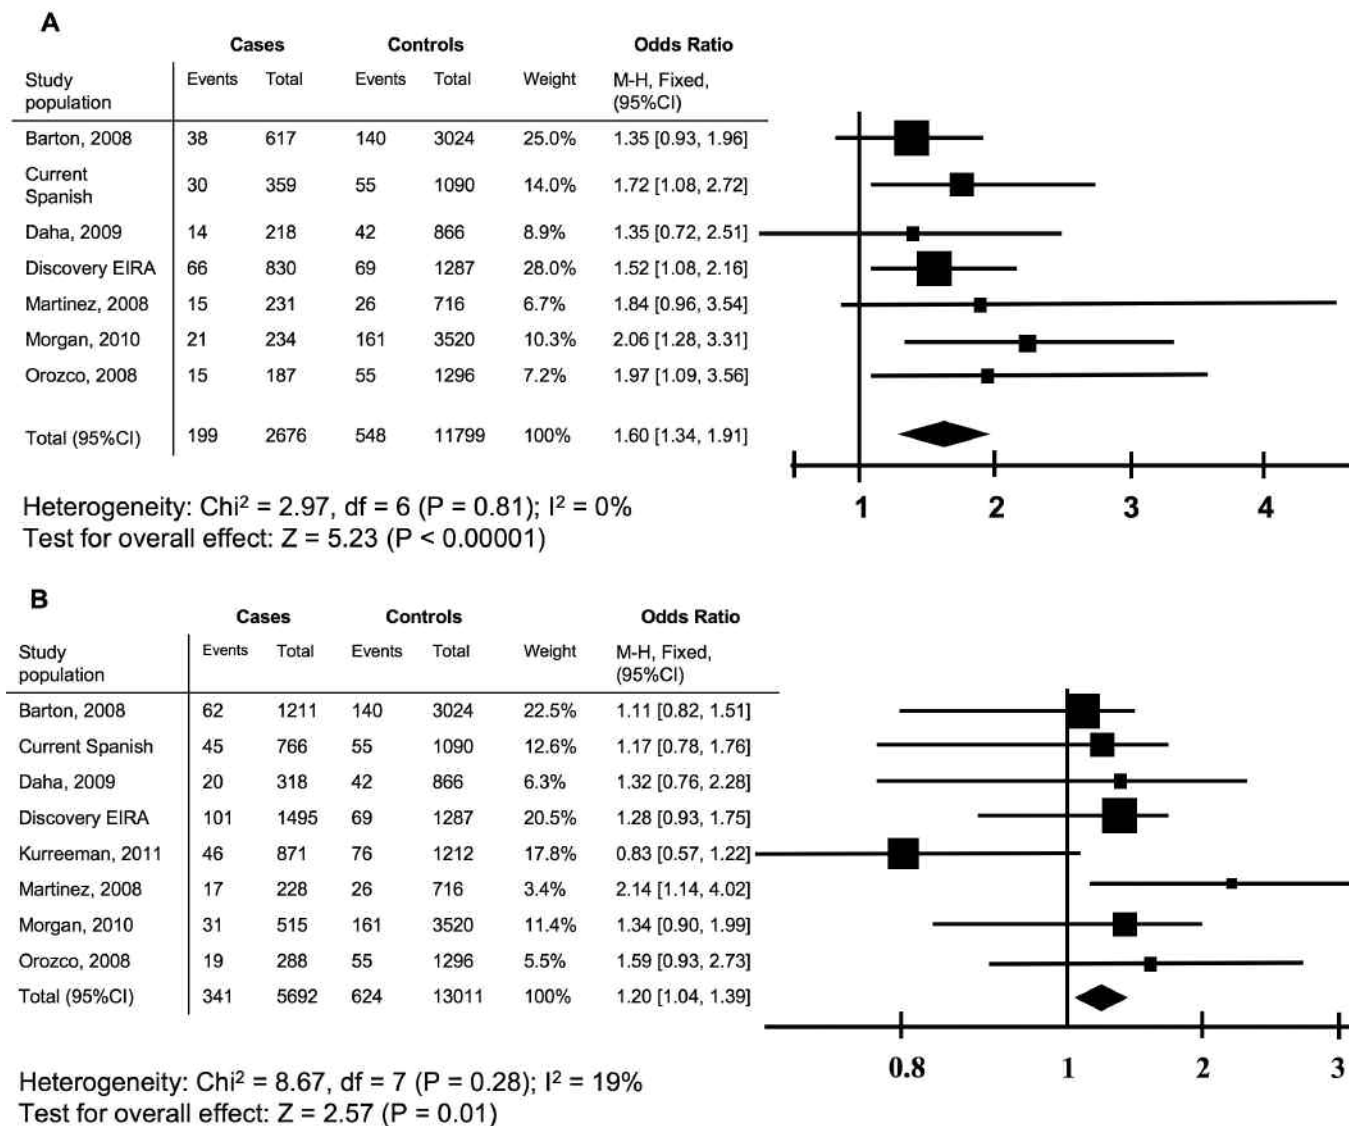 A
Cases Controls Odds Ratio
Study population Events Total Events Total Weight M-H, Fixed, (95%CI)
Barton, 2008 38 617 140 3024 25.0% 1.35 [0.93, 1.96]
Current Spanish 30 359 55 1090 14.0% 1.72 [1.08, 2.72]
Daha, 2009 14 218 42 866 8.9% 1.35 [0.72, 2.51]
Discovery EIRA 66 830 69 1287 28.0% 1.52 [1.08, 2.16]
Martinez, 2008 15 231 26 716 6.7% 1.84 [0.96, 3.54]
Morgan, 2010 21 234 161 3520 10.3% 2.06 [1.28, 3.31]
Orozco, 2008 15 187 55 1296 7.2% 1.97 [1.09, 3.56]
Total (95%CI) 199 2676 548 11799 100% 1.60 [1.34, 1.91]
1 2 3 4
Heterogeneity: Chi² = 2.97, df = 6 (P = 0.81); I² = 0%
Test for overall effect: Z = 5.23 (P < 0.00001)
B
Cases Controls Odds Ratio
Study population Events Total Events Total Weight M-H, Fixed, (95%CI)
Barton, 2008 62 1211 140 3024 22.5% 1.11 [0.82, 1.51]
Current Spanish 45 766 55 1090 12.6% 1.17 [0.78, 1.76]
Daha, 2009 20 318 42 866 6.3% 1.32 [0.76, 2.28]
Discovery EIRA 101 1495 69 1287 20.5% 1.28 [0.93, 1.75]
Kurreeman, 2011 46 871 76 1212 17.8% 0.83 [0.57, 1.22]
Martinez, 2008 17 228 26 716 3.4% 2.14 [1.14, 4.02]
Morgan, 2010 31 515 161 3520 11.4% 1.34 [0.90, 1.99]
Orozco, 2008 19 288 55 1296 5.5% 1.59 [0.93, 2.73]
Total (95%CI) 341 5692 624 13011 100% 1.20 [1.04, 1.39]
0.8 1 2 3
Heterogeneity: Chi² = 8.67, df = 7 (P = 0.28); I² = 19%
Test for overall effect: Z = 2.57 (P = 0.01)